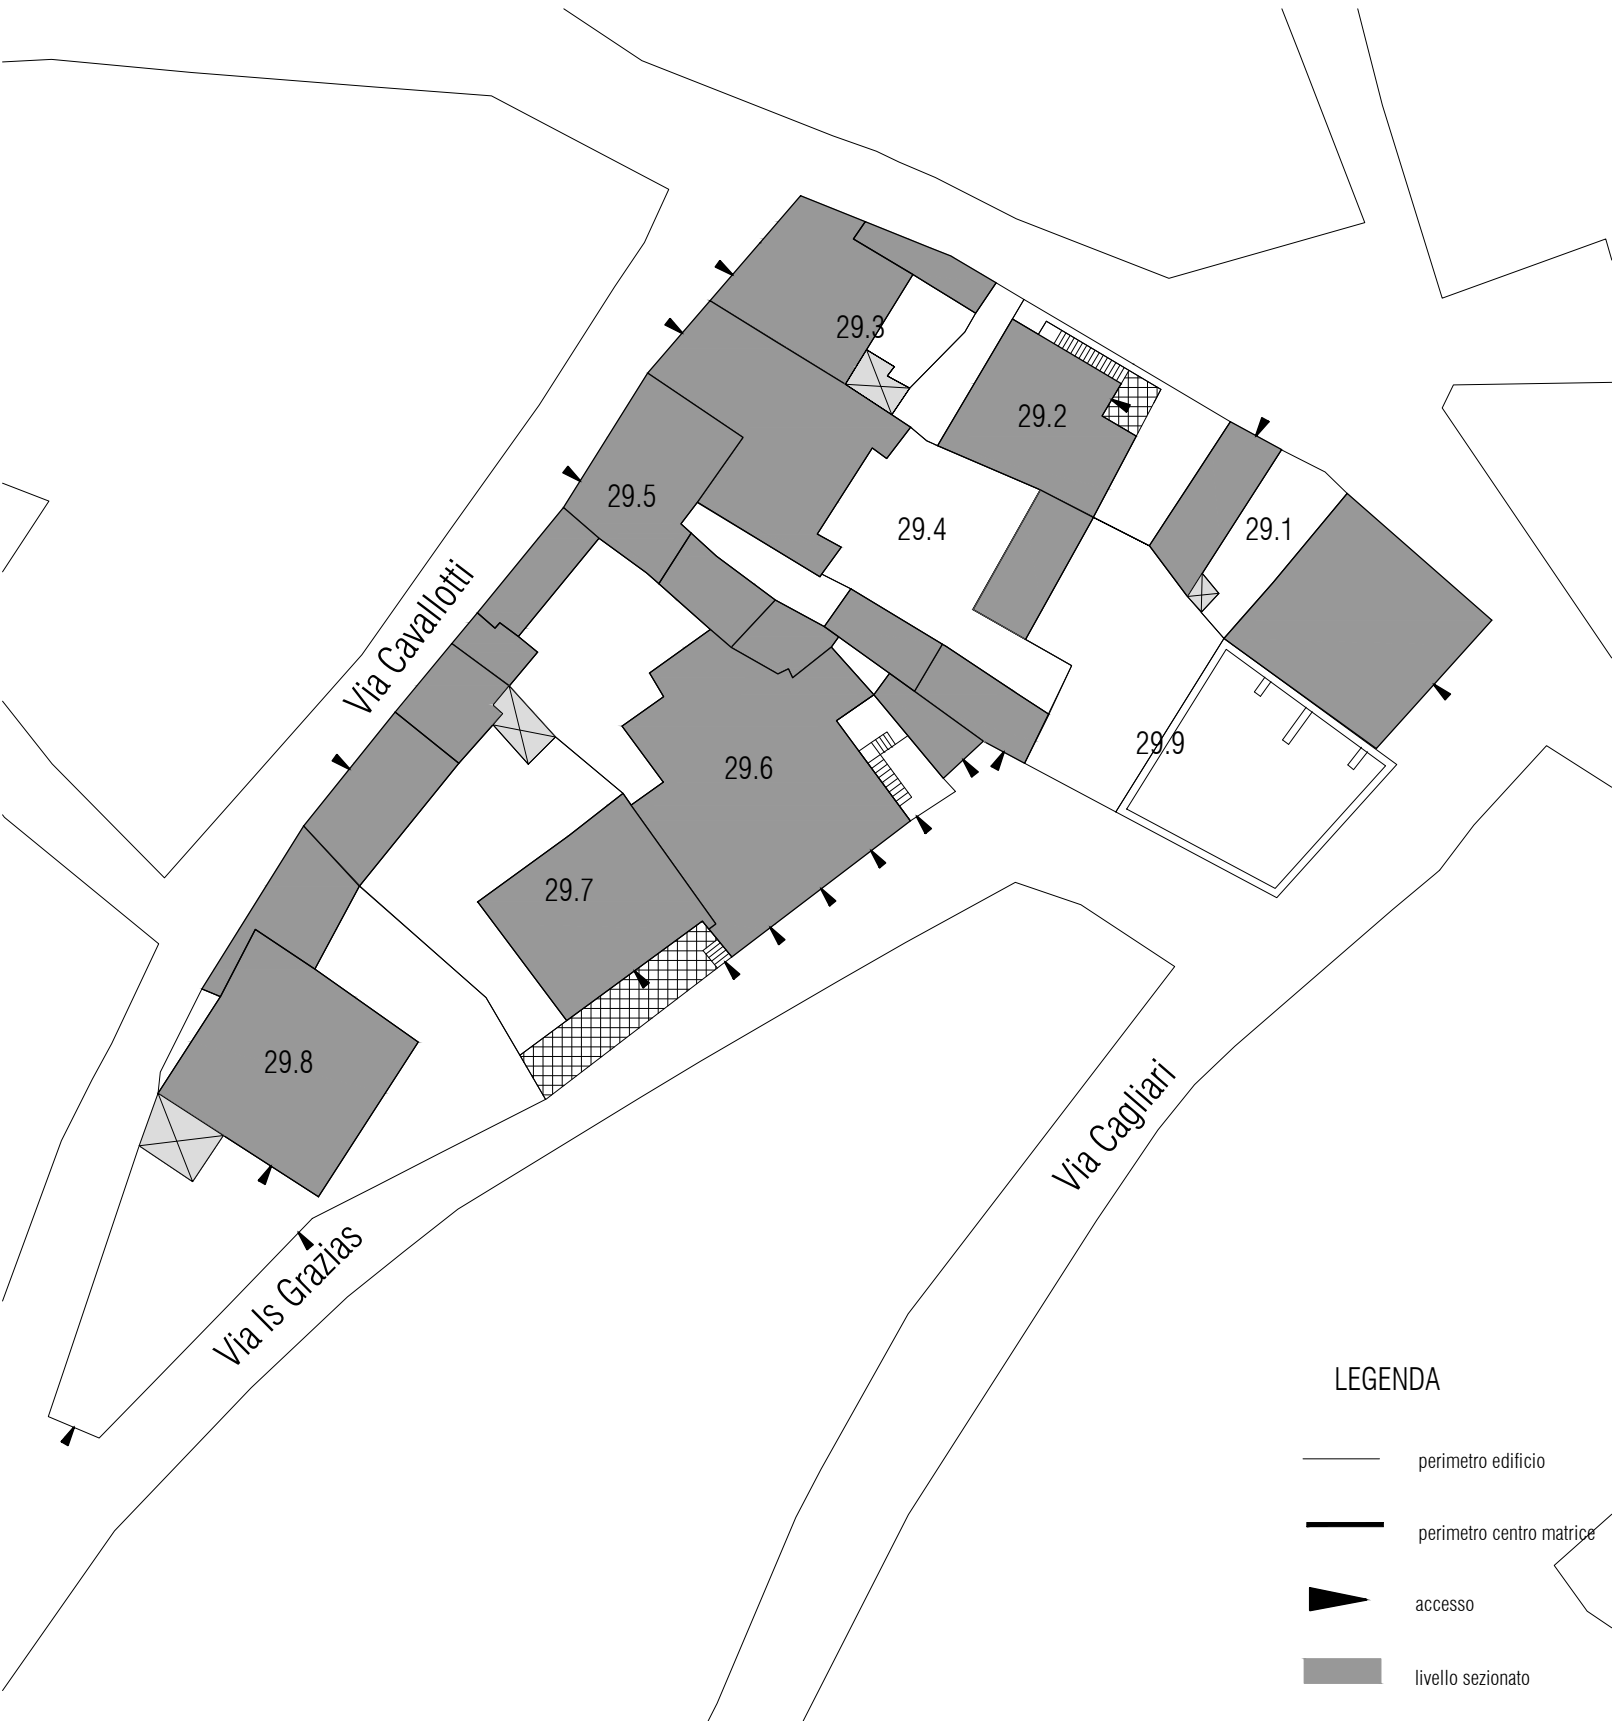 29.3
29.2
29.5
29.4
29.1
Via Cavallotti
29.9
29.6
29.7
29.8
Via Cagliari
Via Is Grazias
LEGENDA
perimetro edificio
perimetro centro matrice
accesso
livello sezionato